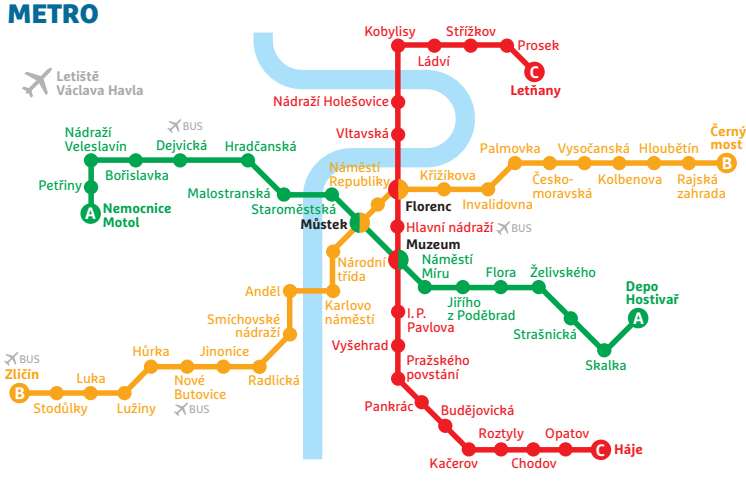 METRO
Kobylisy
Střížkov
Ládví
Prosek
C
Letňany
Letiště
Václava Havla
Nádraží Holešovice
Vltavská
BUS
Nádraží
Veleslavín
Dejvická
Hradčanská
Bořislavka
Petřiny
A
Nemocnice
Motol
Malostranská
Staroměstská
Můstek
Náměstí
Republiky
Florenc
Křižíkova
Invalidovna
Palmovka
Česko-
moravská
Vysočanská
Kolbenova
Hloubětín
Rajská
zahrada
Černý
most
B
Hlavní nádraží
BUS
Muzeum
Náměstí
Míru
Jiřího
z Poděbrad
Flora
Želivského
Strašnická
Skalka
Depo
Hostivař
A
Národní
třída
Karlovo
náměstí
Anděl
Smíchovské
nádraží
Radlická
Jinonice
Nové
Butovice
BUS
Hůrka
Lužiny
Luka
Stodůlky
BUS
Zličín
B
I. P.
Pavlova
Vyšehrad
Pražského
povstání
Pankrác
Budějovická
Kačerov
Roztyly
Chodov
Opatov
C
Háje